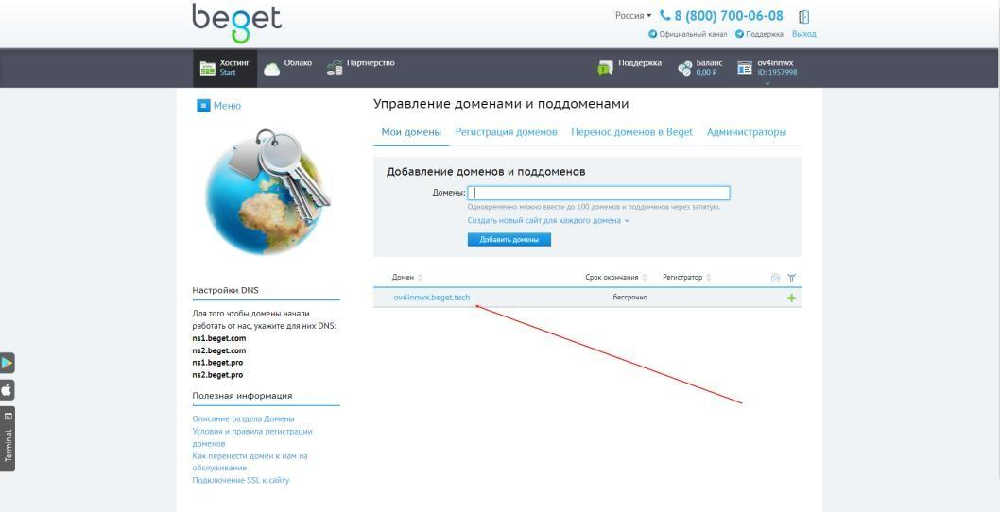 beget
Россия
8 (800) 700-06-08
Официальный канал
Поддержка
Выход
Хостинг
Start
Облако
Партнерство
Поддержка
Баланс
0,00 ₽
ov4innwx
ID: 1957998
Меню
Управление доменами и поддоменами
Мои домены
Регистрация доменов
Перенос доменов в Beget
Администраторы
Добавление доменов и поддоменов
Домены:
Одновременно можно ввести до 100 доменов и поддоменов через запятую.
Создать новый сайт для каждого домена
Добавить домены
Домен
Срок окончания
Регистратор
ov4innwx.beget.tech
бессрочно
Настройки DNS
Для того чтобы домены начали
работать от нас, укажите для них DNS:
ns1.beget.com
ns2.beget.com
ns1.beget.pro
ns2.beget.pro
Полезная информация
Описание раздела Домены
Условия и правила регистрации
доменов
Как перенести домен к нам на
обслуживание
Подключение SSL к сайту
Terminal